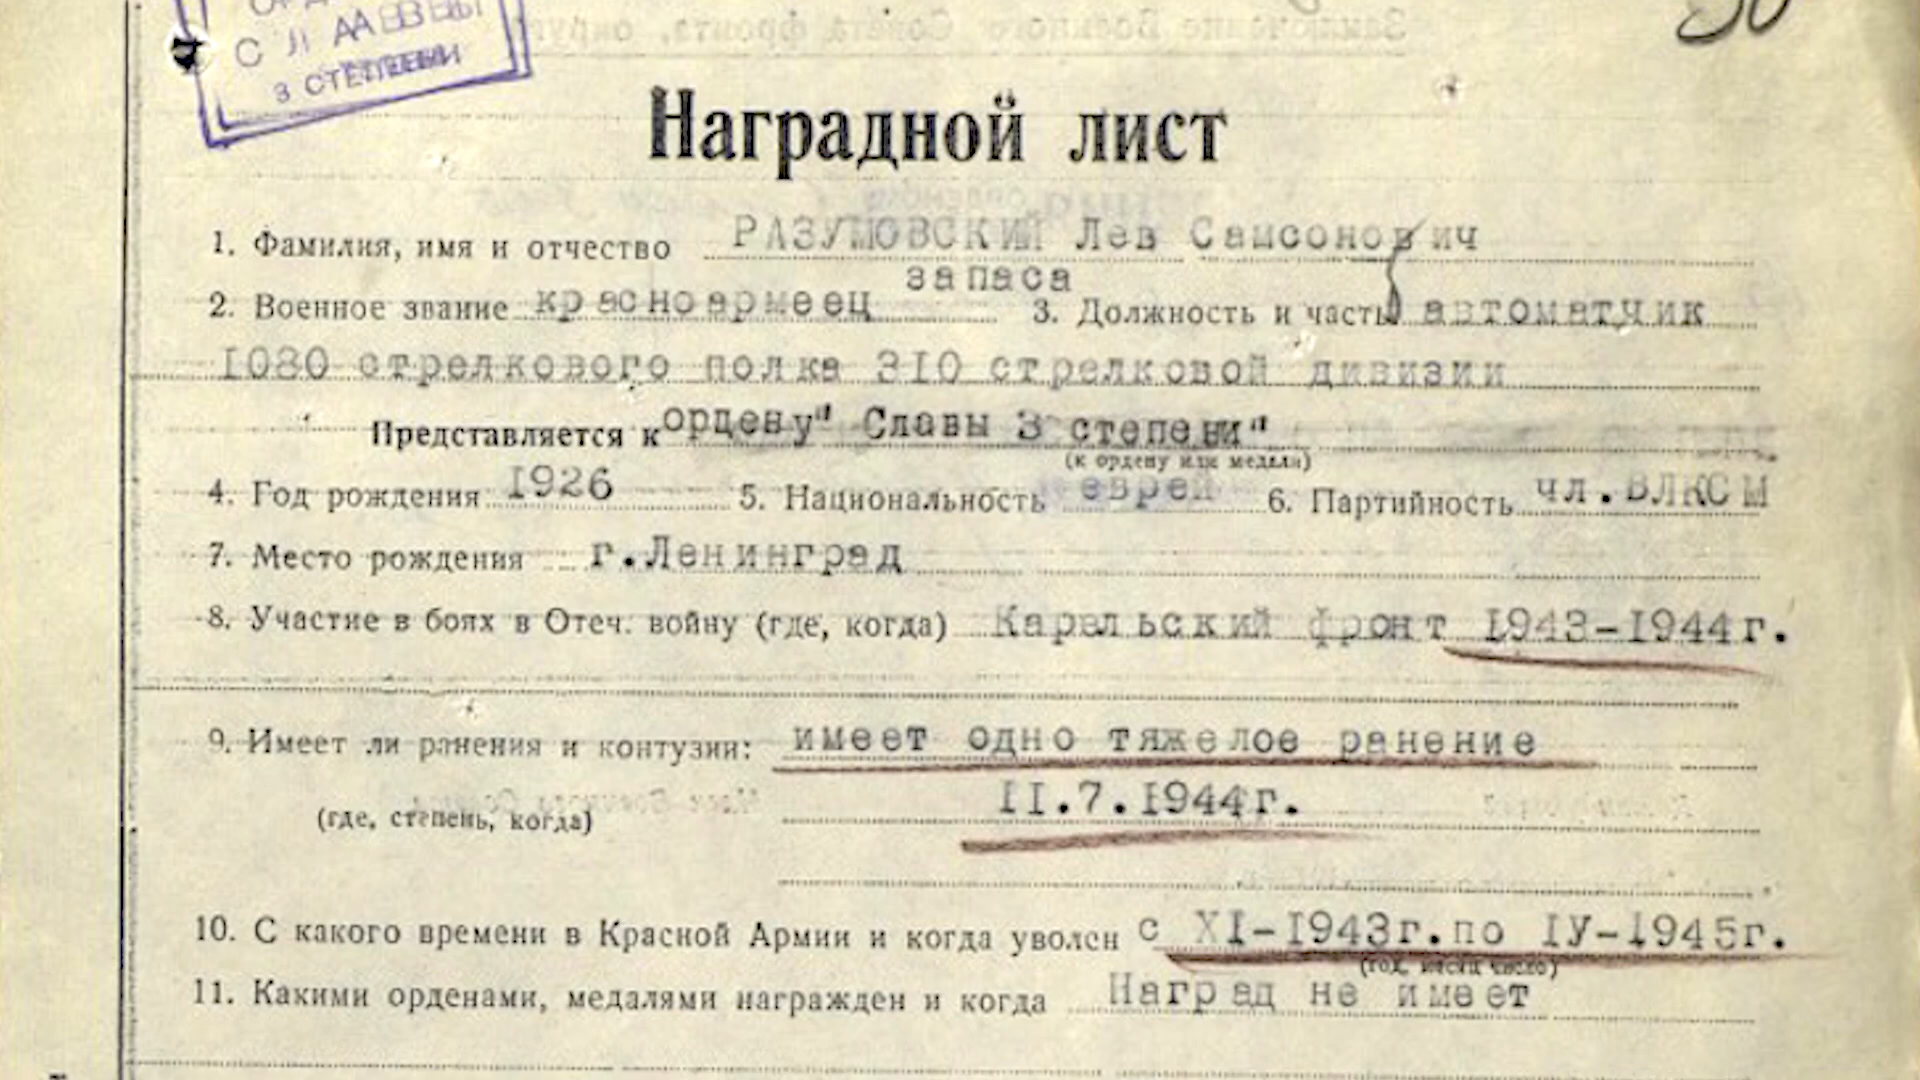 СЛАВЫ
3 СТЕПЕНИ
30
Наградной лист
1. Фамилия, имя и отчество РАЗУМОВСКИЙ Лев Самсонович
запаса
2. Военное звание красноармеец 3. Должность и часть автоматчик
1080 стрелкового полка 310 стрелковой дивизии
Представляется к ордену" Славы 3 степени"
(к ордену или медали)
4. Год рождения 1926 5. Национальность еврей 6. Партийность чл.ВЛКСМ
7. Место рождения г.Ленинград
8. Участие в боях в Отеч. войну (где, когда) Карельский фронт 1943-1944г.
9. Имеет ли ранения и контузии: имеет одно тяжелое ранение
(где, степень, когда) II.7.1944г.
10. С какого времени в Красной Армии и когда уволен с XI-1943г.по IУ-1945г.
(год, месяц, число)
11. Какими орденами, медалями награжден и когда Наград не имеет